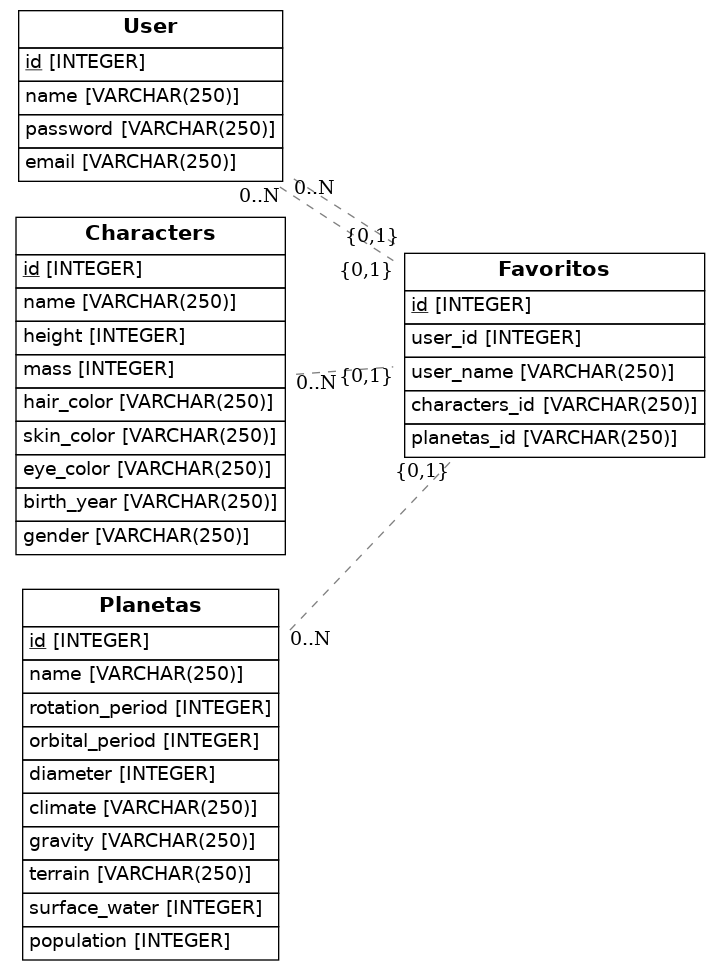 User
id [INTEGER]
name [VARCHAR(250)]
password [VARCHAR(250)]
email [VARCHAR(250)]
0..N
0..N
{0,1}
{0,1}
Characters
id [INTEGER]
name [VARCHAR(250)]
height [INTEGER]
mass [INTEGER]
hair_color [VARCHAR(250)]
skin_color [VARCHAR(250)]
eye_color [VARCHAR(250)]
birth_year [VARCHAR(250)]
gender [VARCHAR(250)]
0..N
{0,1}
Favoritos
id [INTEGER]
user_id [INTEGER]
user_name [VARCHAR(250)]
characters_id [VARCHAR(250)]
planetas_id [VARCHAR(250)]
{0,1}
0..N
Planetas
id [INTEGER]
name [VARCHAR(250)]
rotation_period [INTEGER]
orbital_period [INTEGER]
diameter [INTEGER]
climate [VARCHAR(250)]
gravity [VARCHAR(250)]
terrain [VARCHAR(250)]
surface_water [INTEGER]
population [INTEGER]